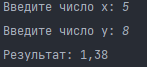 Введите число x: 5
Введите число y: 8
Результат: 1,38